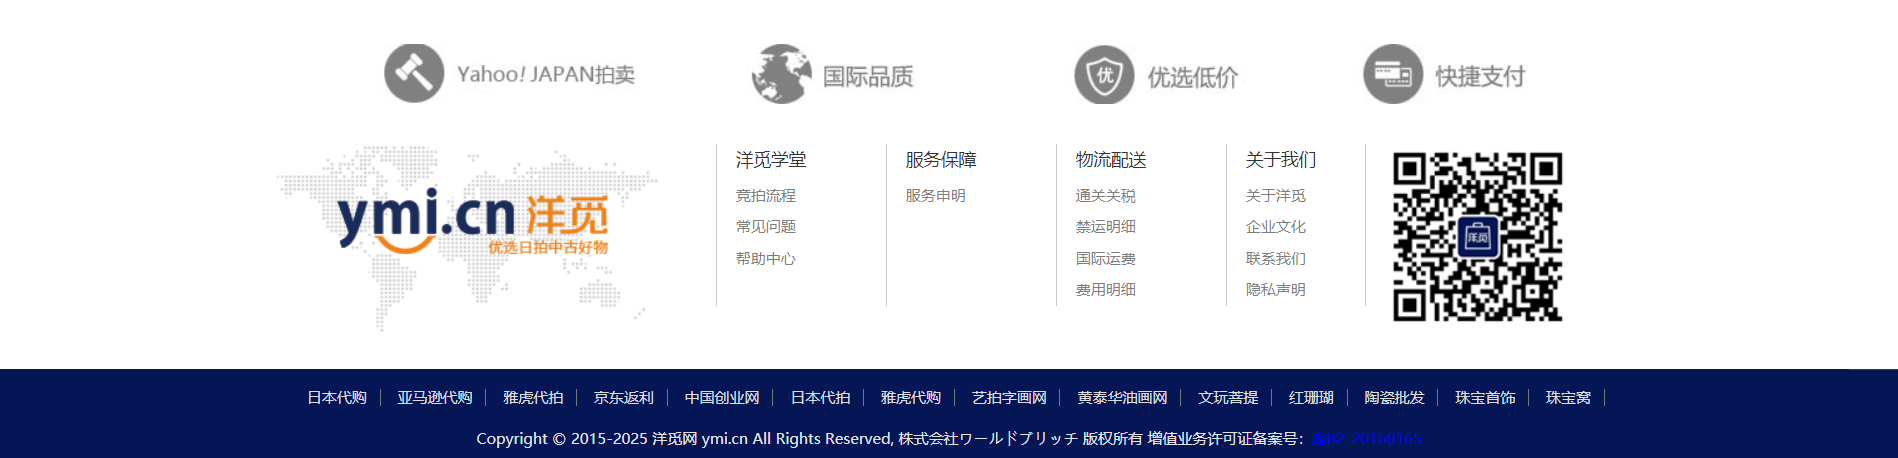 Yahoo! JAPAN拍卖
国际品质
优
优选低价
快捷支付
ymi.cn 洋觅
优选日拍中古好物
洋觅学堂
竞拍流程
常见问题
帮助中心
服务保障
服务申明
物流配送
通关关税
禁运明细
国际运费
费用明细
关于我们
关于洋觅
企业文化
联系我们
隐私声明
洋觅
日本代购 亚马逊代购 雅虎代拍 京东返利 中国创业网 日本代拍 雅虎代购 艺拍字画网 黄泰华油画网 文玩菩提 红珊瑚 陶瓷批发 珠宝首饰 珠宝窝
Copyright © 2015-2025 洋觅网 ymi.cn All Rights Reserved, 株式会社ワールドブリッチ 版权所有 增值业务许可证备案号：豫B2-20160165